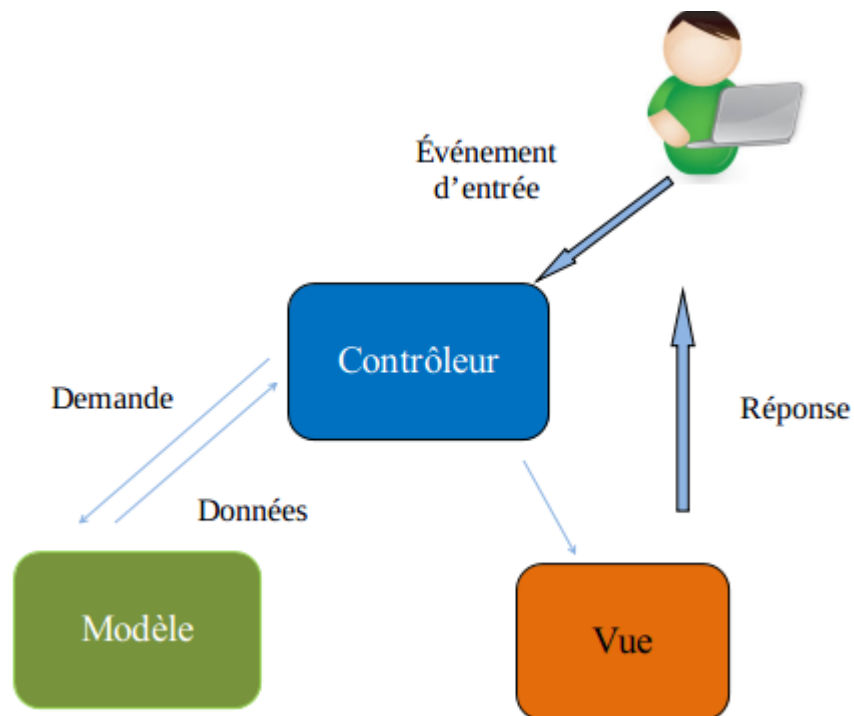 Événement
d’entrée
Contrôleur
Demande
Réponse
Données
Modèle
Vue